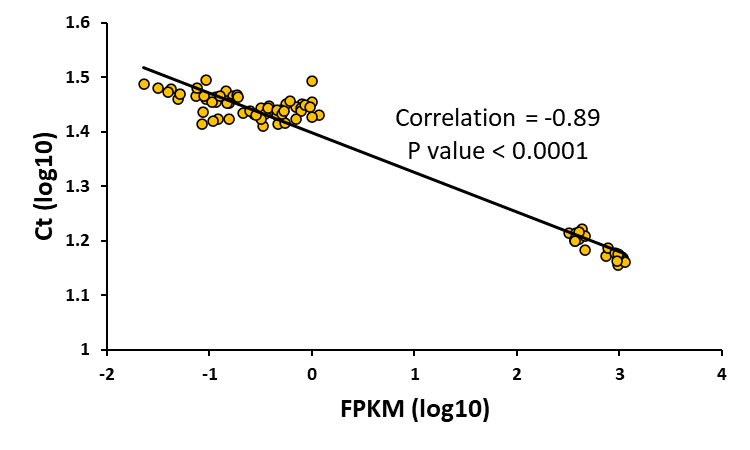 1.6
1.5
1.4
1.3
1.2
1.1
1
Ct (log10)
Correlation = -0.89
P value < 0.0001
-2 -1 0 1 2 3 4
FPKM (log10)